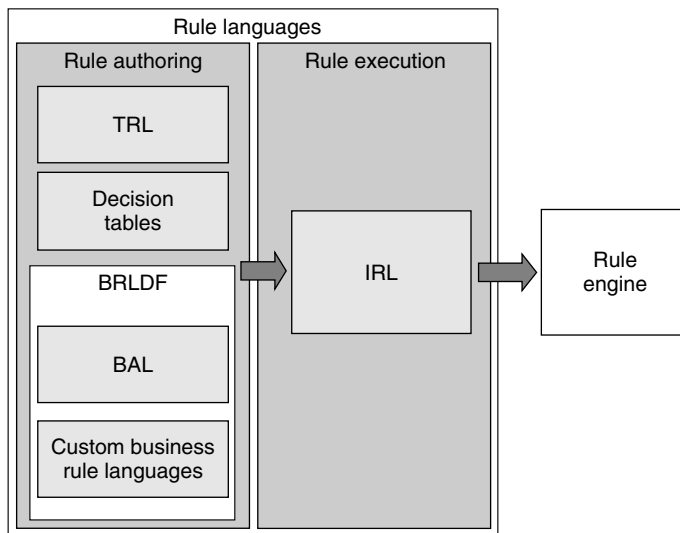 Rule languages
Rule authoring
TRL
Decision
tables
BRLDF
BAL
Custom business
rule languages
Rule execution
IRL
Rule
engine